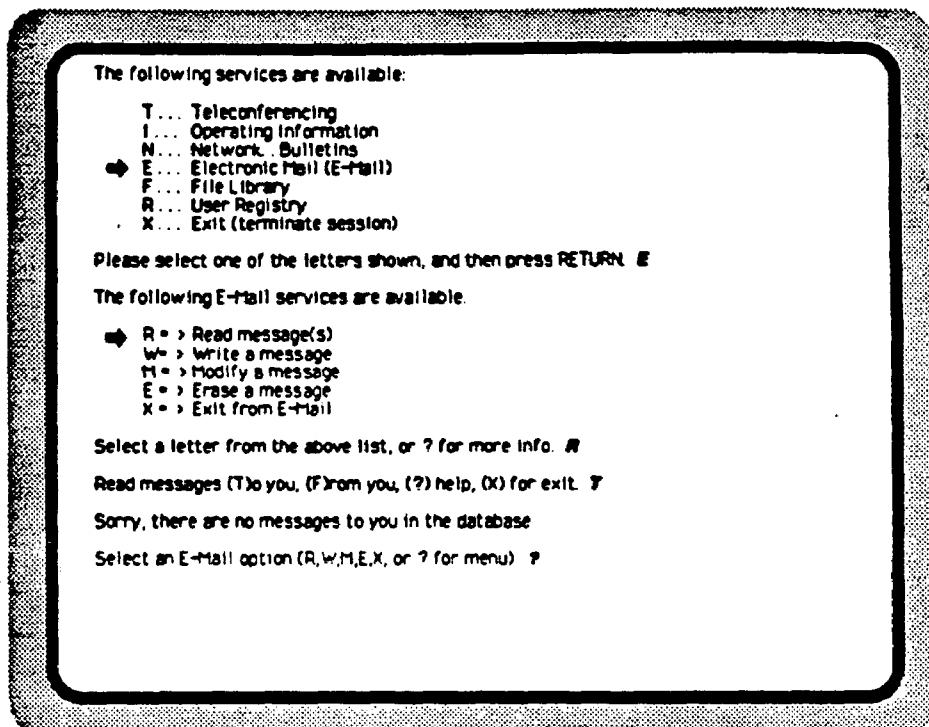 The following services are available:
T... Teleconferencing
I... Operating Information
N... Network.. Bulletins
E... Electronic Mail (E-Mail)
F... File Library
R... User Registry
X... Exit (terminate session)
Please select one of the letters shown, and then press RETURN. E
The following E-Mail services are available.
R = > Read message(s)
W= > Write a message
M = > Modify a message
E = > Erase a message
X = > Exit from E-Mail
Select a letter from the above list, or ? for more info. R
Read messages (T)o you, (F)rom you, (?) help, (X) for exit. T
Sorry, there are no messages to you in the database
Select an E-Mail option (R,W,M,E,X, or ? for menu) ?